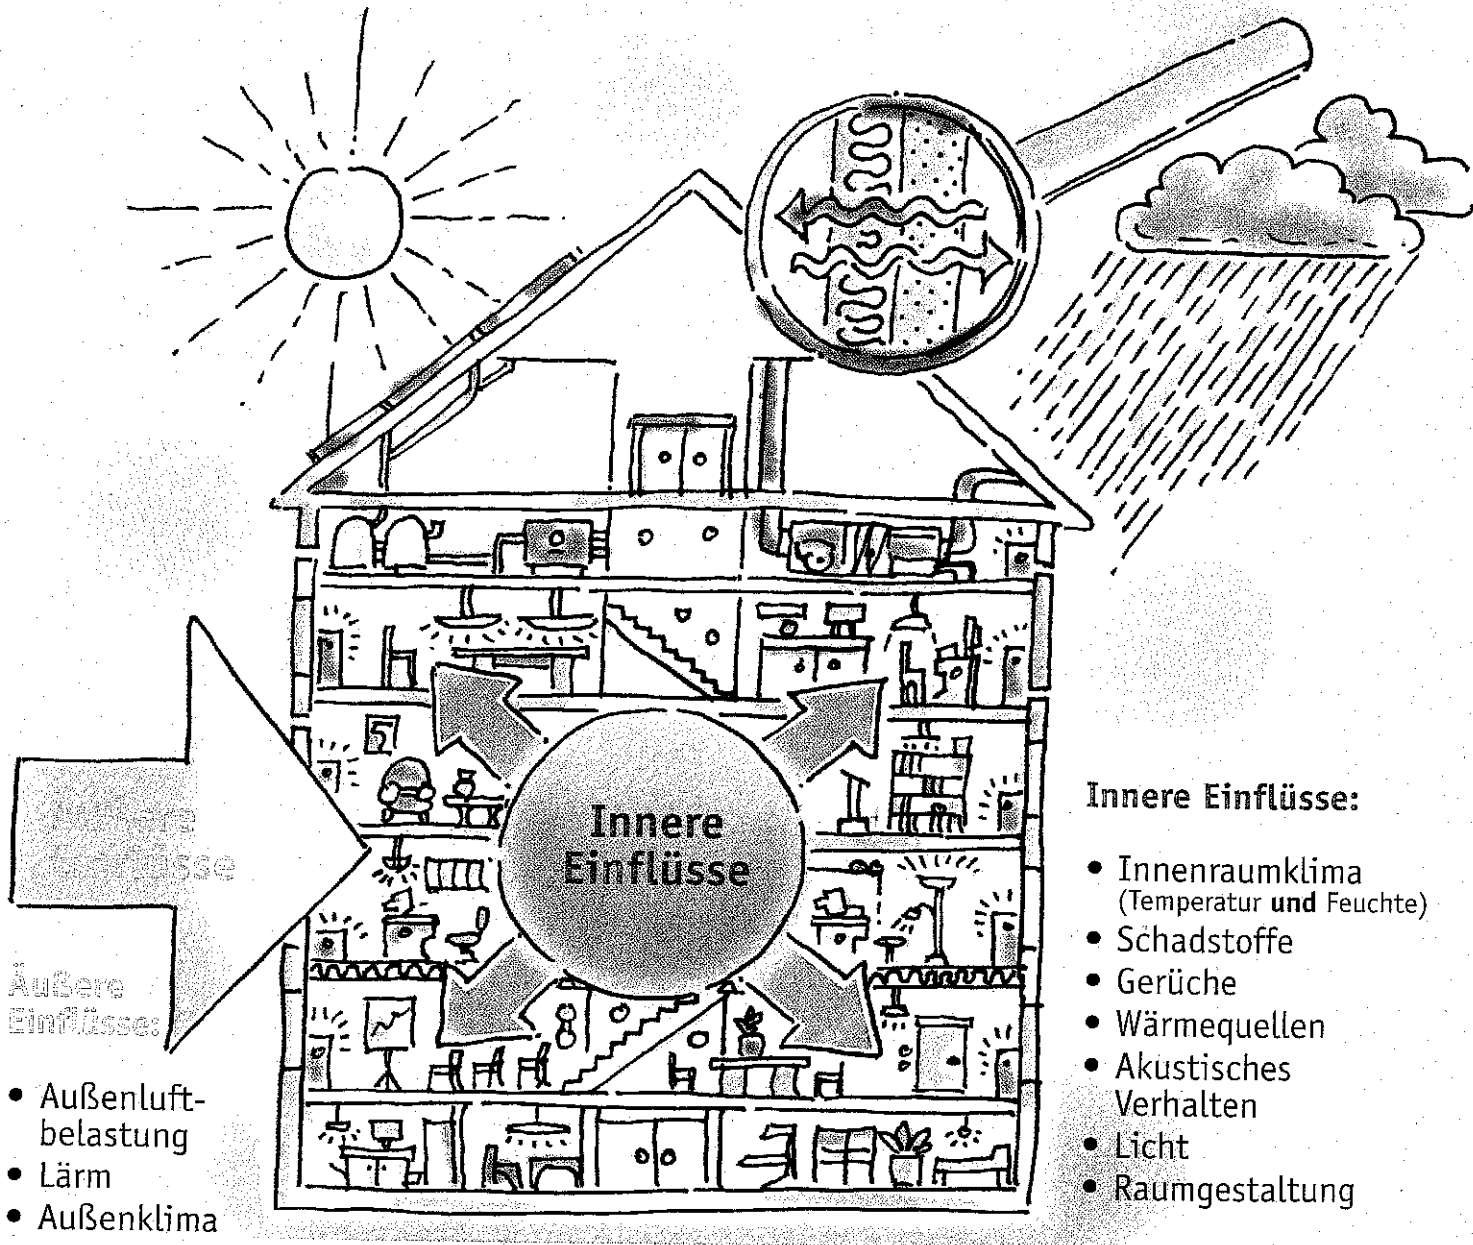 Äußere
Einflüsse
Innere
Einflüsse
Äußere
Einflüsse:
• Außenluft-
belastung
• Lärm
• Außenklima
Innere Einflüsse:
• Innenraumklima
(Temperatur und Feuchte)
• Schadstoffe
• Gerüche
• Wärmequellen
• Akustisches
Verhalten
• Licht
• Raumgestaltung
5